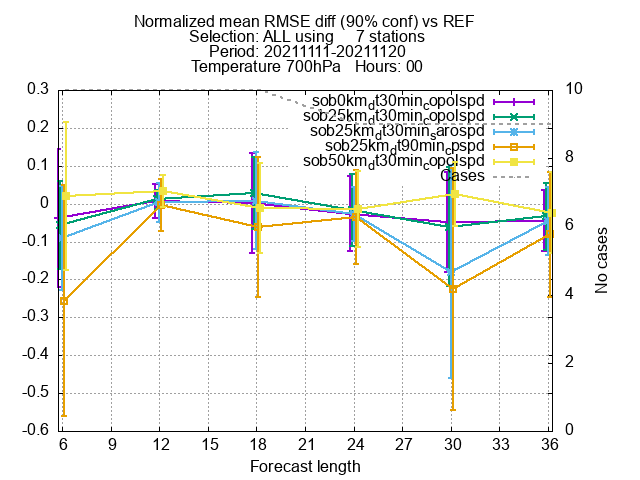 Normalized mean RMSE diff (90% conf) vs REF
Selection: ALL using 7 stations
Period: 20211111-20211120
Temperature 700hPa Hours: 00
sob0km_dt30min_copolspd
sob25km_dt30min_copolspd
sob25km_dt30min_sarospd
sob25km_dt90min_cpspd
sob50km_dt30min_copolspd
Cases
0.3
0.2
0.1
0
-0.1
-0.2
-0.3
-0.4
-0.5
-0.6
10
8
6
4
2
0
No cases
6 9 12 15 18 21 24 27 30 33 36
Forecast length